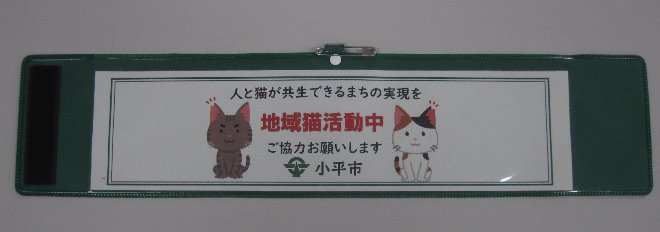 人と猫が共生できるまちの実現を
地域猫活動中
ご協力お願いします
小平市